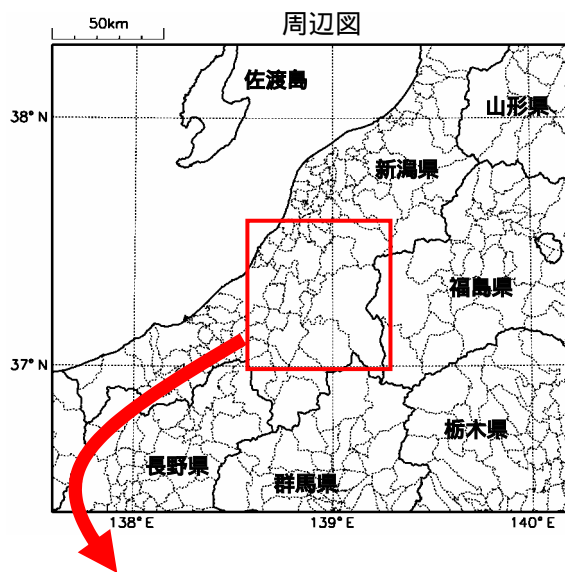 周辺図
50km
佐渡島
38°N
山形県
新潟県
福島県
37°N
栃木県
長野県
群馬県
138°E
139°E
140°E